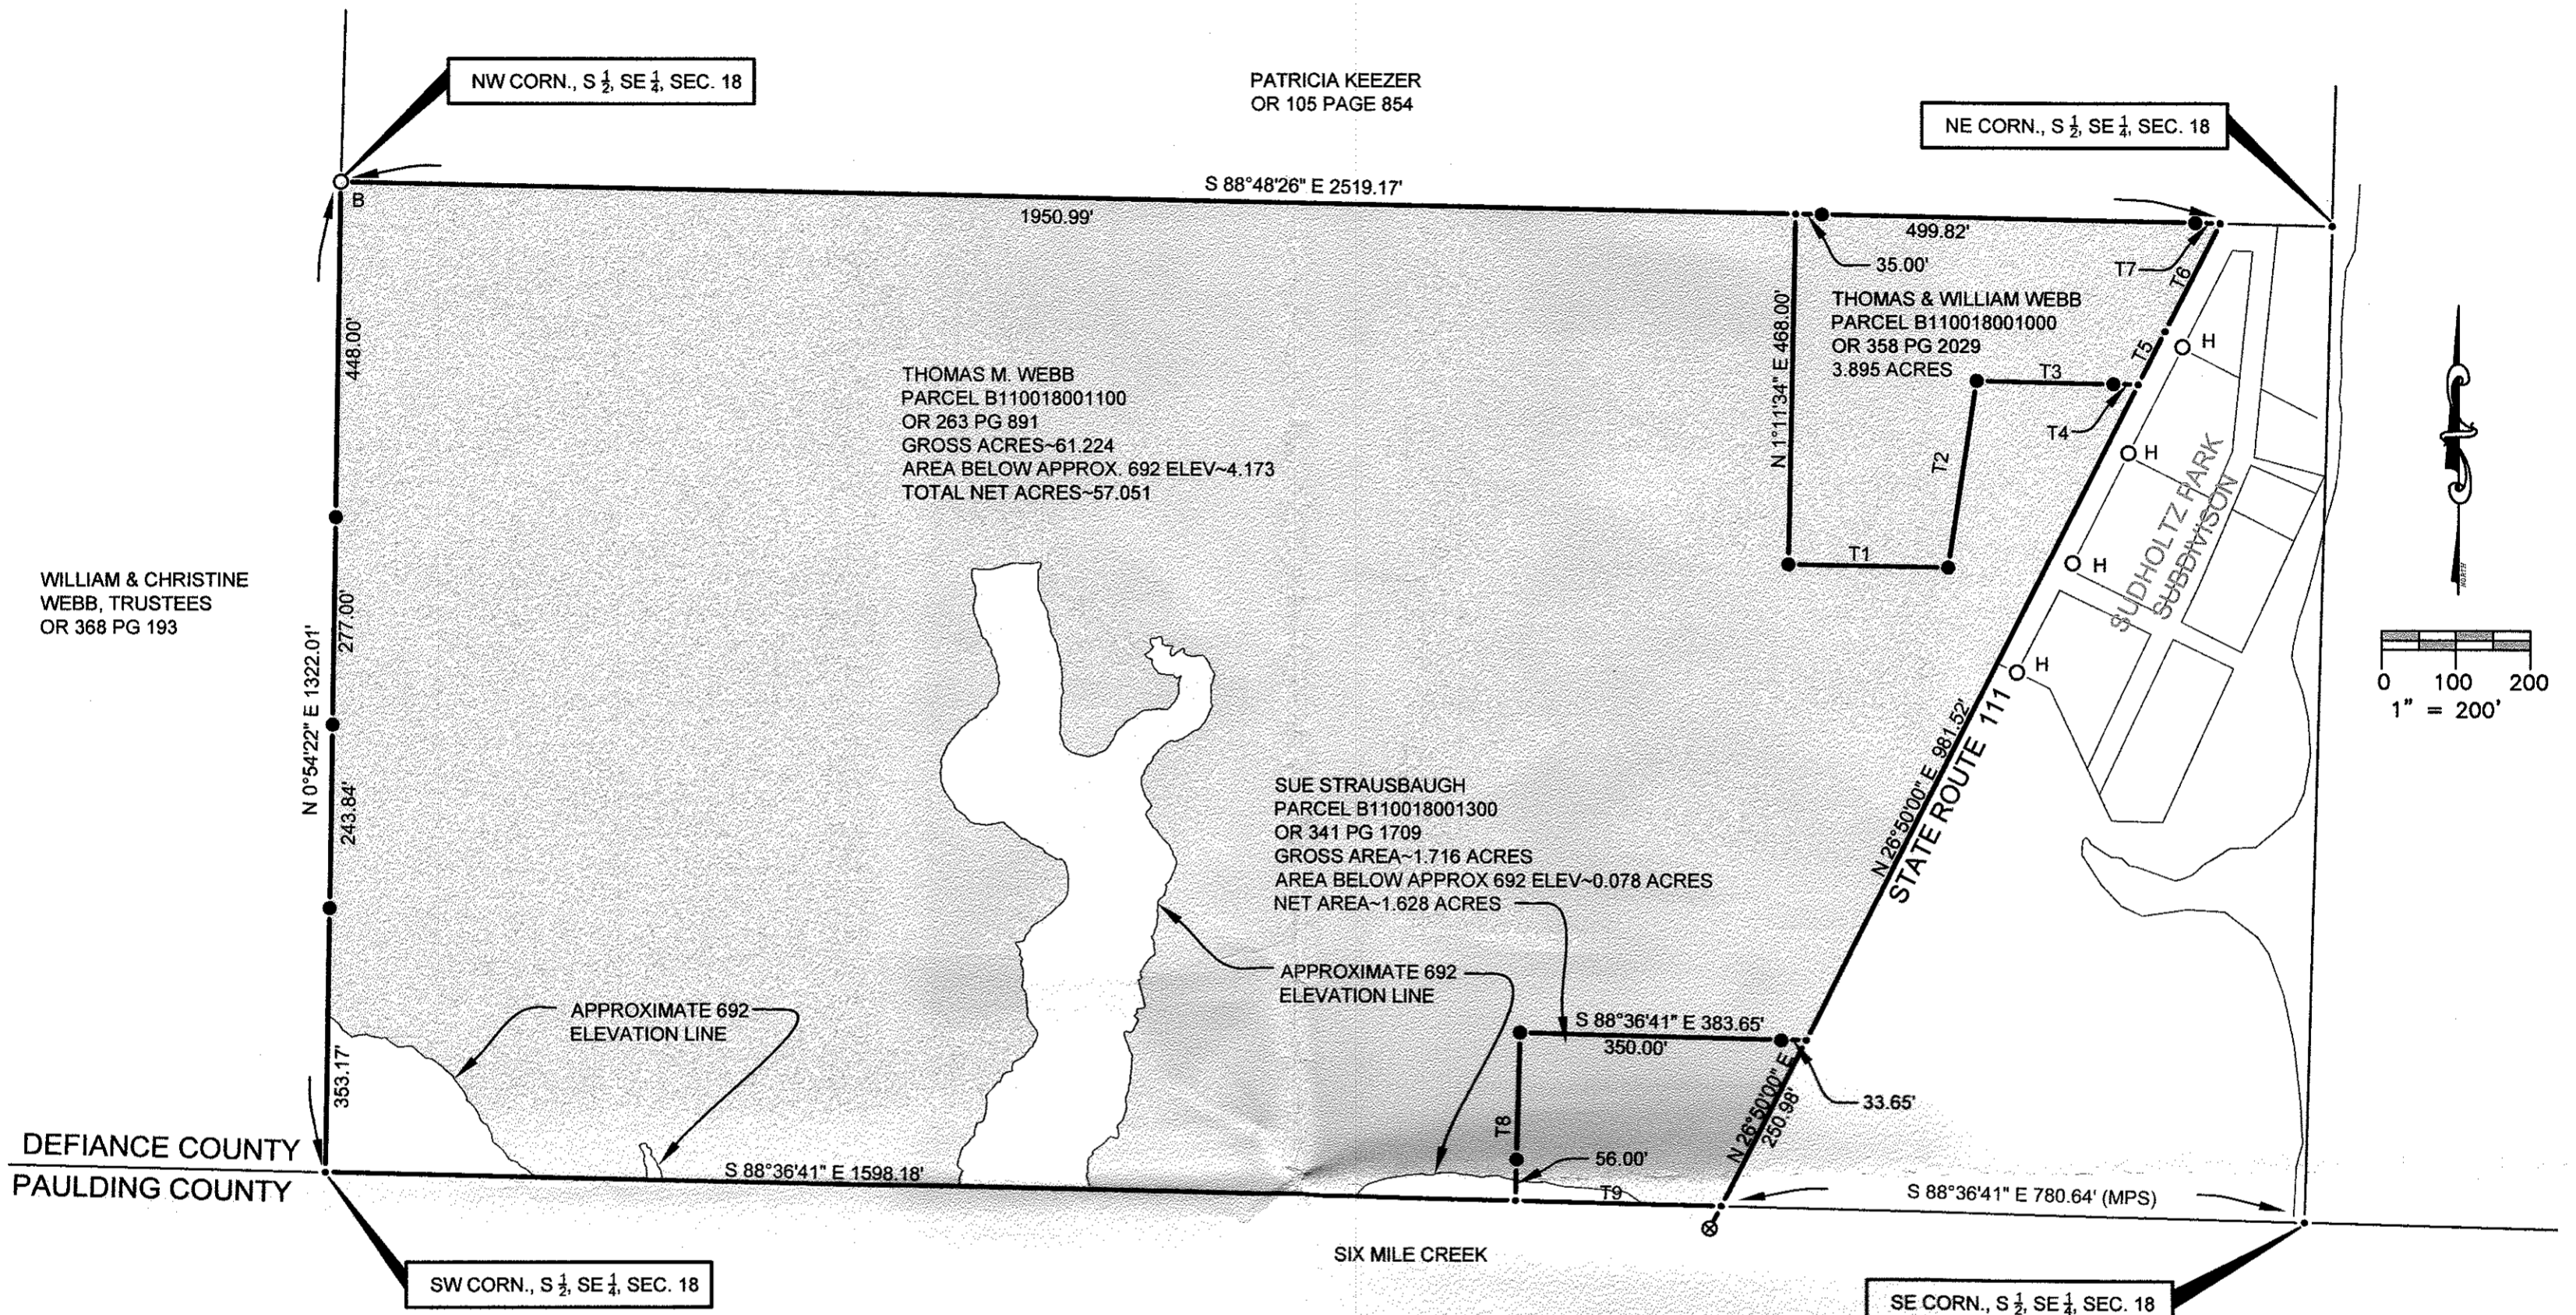 NW CORN., S 1/2, SE 1/4, SEC. 18
PATRICIA KEEZER
OR 105 PAGE 854
NE CORN., S 1/2, SE 1/4, SEC. 18
B
S 88°48'26" E 2519.17'
1950.99'
499.82'
35.00'
T7
T6
448.00'
N 1°11'34" E 468.00'
THOMAS & WILLIAM WEBB
PARCEL B110018001000
OR 358 PG 2029
3.895 ACRES
T5
H
T3
T4
T2
H
T1
H
H
THOMAS M. WEBB
PARCEL B110018001100
OR 263 PG 891
GROSS ACRES~61.224
AREA BELOW APPROX. 692 ELEV~4.173
TOTAL NET ACRES~57.051
SUDHOLTZ PARK
SUBDIVISON
NORTH
0 100 200
1" = 200'
WILLIAM & CHRISTINE
WEBB, TRUSTEES
OR 368 PG 193
277.00'
N 0°54'22" E 1322.01'
243.84'
N 26°50'00" E 981.52'
STATE ROUTE 111
SUE STRAUSBAUGH
PARCEL B110018001300
OR 341 PG 1709
GROSS AREA~1.716 ACRES
AREA BELOW APPROX 692 ELEV~0.078 ACRES
NET AREA~1.628 ACRES
APPROXIMATE 692
ELEVATION LINE
APPROXIMATE 692
ELEVATION LINE
353.17'
S 88°36'41" E 383.65'
350.00'
N 26°50'00" E
250.98'
33.65'
T8
56.00'
T9
DEFIANCE COUNTY
PAULDING COUNTY
S 88°36'41" E 1598.18'
S 88°36'41" E 780.64' (MPS)
SIX MILE CREEK
SW CORN., S 1/2, SE 1/4, SEC. 18
SE CORN., S 1/2, SE 1/4, SEC. 18